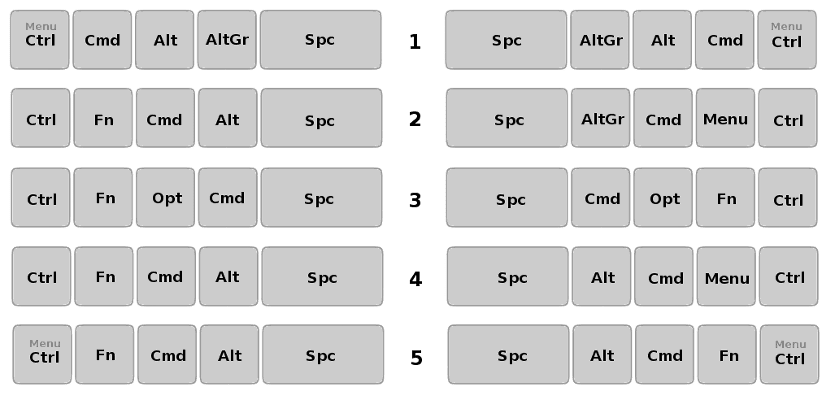 Menu
Ctrl Cmd Alt AltGr Spc 1 Spc AltGr Alt Cmd Menu
Ctrl
Ctrl Fn Cmd Alt Spc 2 Spc AltGr Cmd Menu Ctrl
Ctrl Fn Opt Cmd Spc 3 Spc Cmd Opt Fn Ctrl
Ctrl Fn Cmd Alt Spc 4 Spc Alt Cmd Menu Ctrl
Menu
Ctrl Fn Cmd Alt Spc 5 Spc Alt Cmd Fn Menu
Ctrl